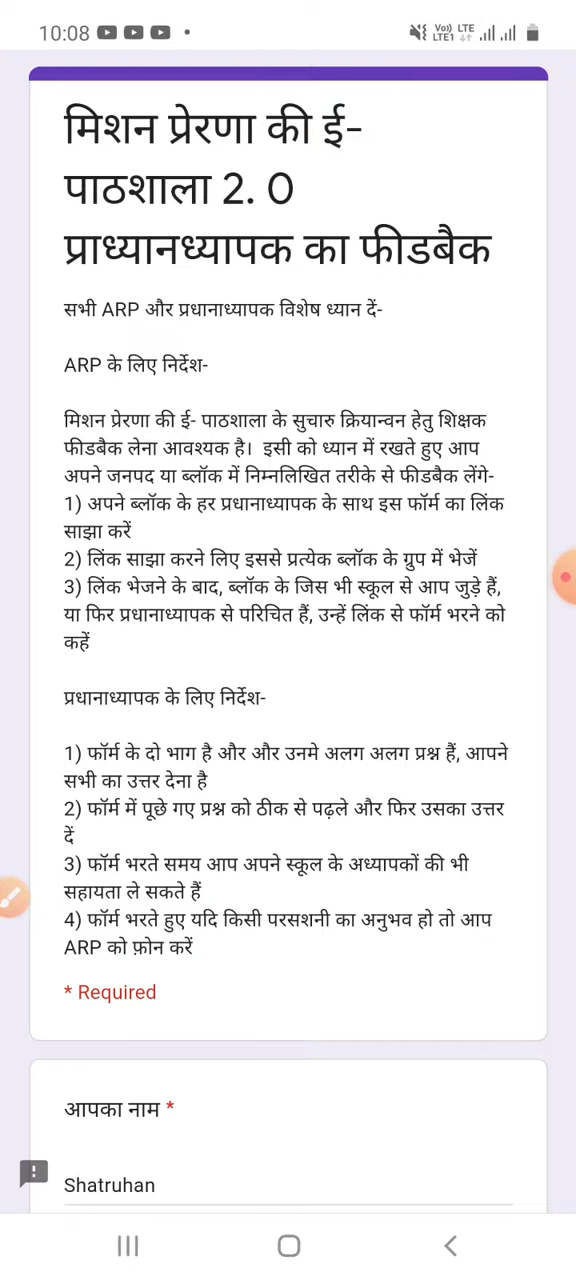 10:08
Vo)) LTE
LTE1
मिशन प्रेरणा की ई-
पाठशाला 2. 0
प्राध्यानध्यापक का फीडबैक
सभी ARP और प्रधानाध्यापक विशेष ध्यान दें-
ARP के लिए निर्देश-
मिशन प्रेरणा की ई- पाठशाला के सुचारु क्रियान्वन हेतु शिक्षक
फीडबैक लेना आवश्यक है।  इसी को ध्यान में रखते हुए आप
अपने जनपद या ब्लॉक में निम्नलिखित तरीके से फीडबैक लेंगे-
1) अपने ब्लॉक के हर प्रधानाध्यापक के साथ इस फॉर्म का लिंक
साझा करें
2) लिंक साझा करने लिए इससे प्रत्येक ब्लॉक के ग्रुप में भेजें
3) लिंक भेजने के बाद, ब्लॉक के जिस भी स्कूल से आप जुड़े हैं,
या फिर प्रधानाध्यापक से परिचित हैं, उन्हें लिंक से फॉर्म भरने को
कहें
प्रधानाध्यापक के लिए निर्देश-
1) फॉर्म के दो भाग है और और उनमे अलग अलग प्रश्न हैं, आपने
सभी का उत्तर देना है
2) फॉर्म में पूछे गए प्रश्न को ठीक से पढ़ले और फिर उसका उत्तर
दें
3) फॉर्म भरते समय आप अपने स्कूल के अध्यापकों की भी
सहायता ले सकते हैं
4) फॉर्म भरते हुए यदि किसी परसशनी का अनुभव हो तो आप
ARP को फ़ोन करें
* Required
आपका नाम *
Shatruhan